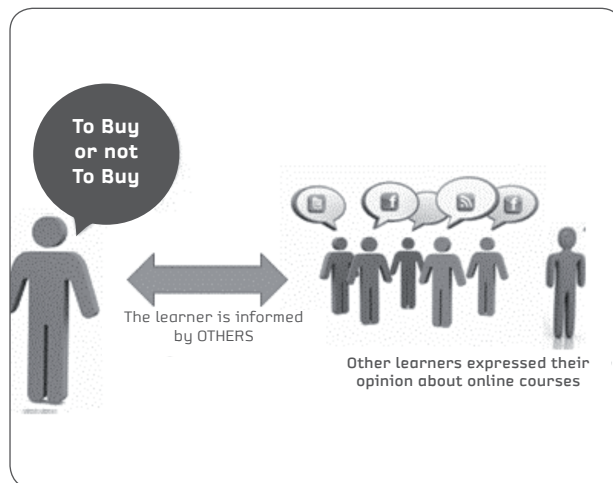 To Buy
or not
To Buy
The learner is informed
by OTHERS
Other learners expressed their
opinion about online courses